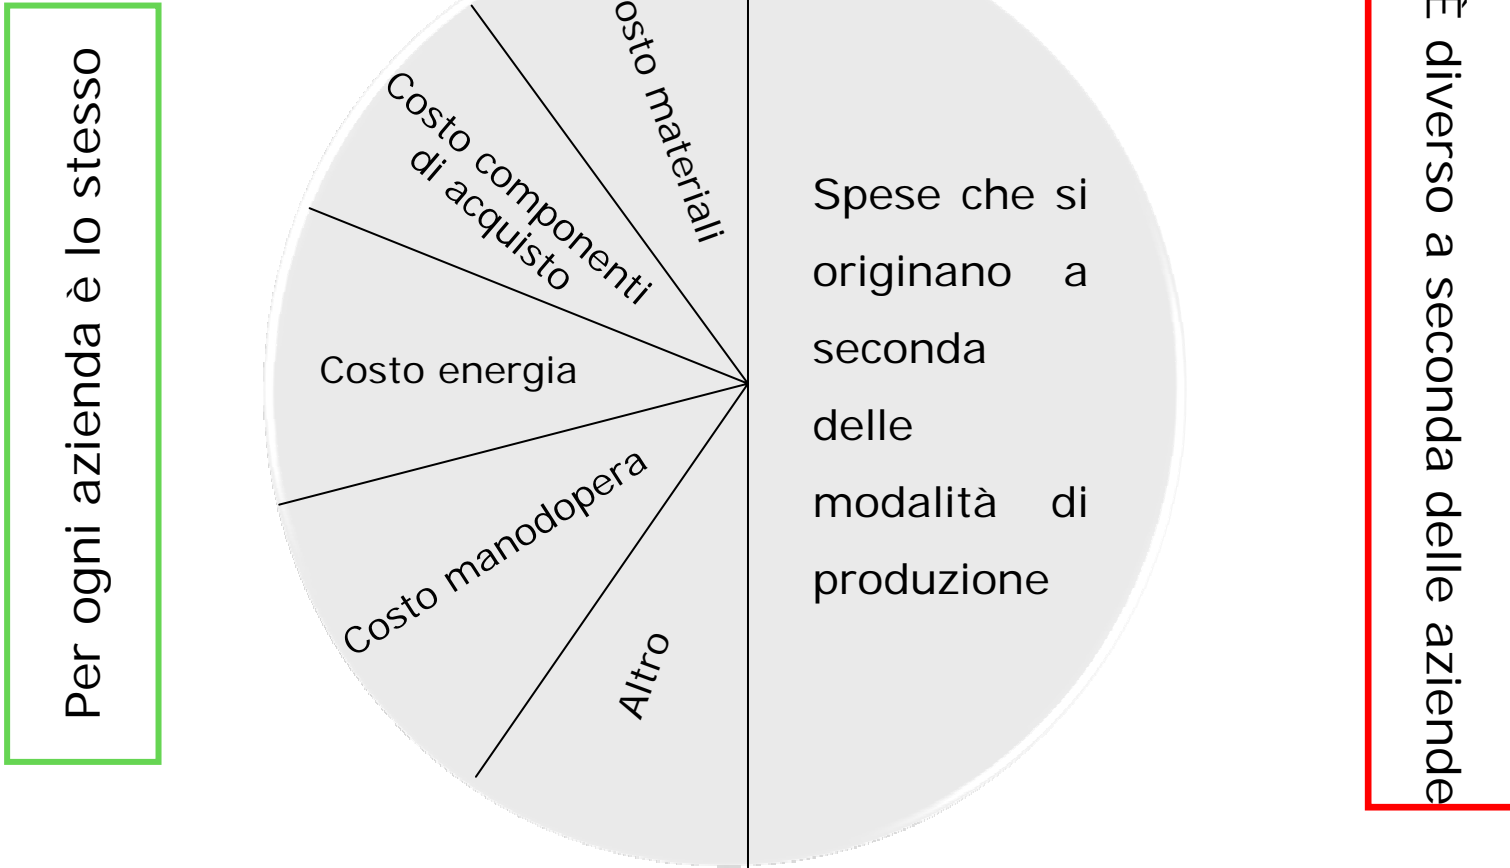 Per ogni azienda è lo stesso
osto materiali
Costo componenti
di acquisto
Costo energia
Costo manodopera
Altro
Spese che si
originano a
seconda
delle
modalità di
produzione
È diverso a seconda delle aziende